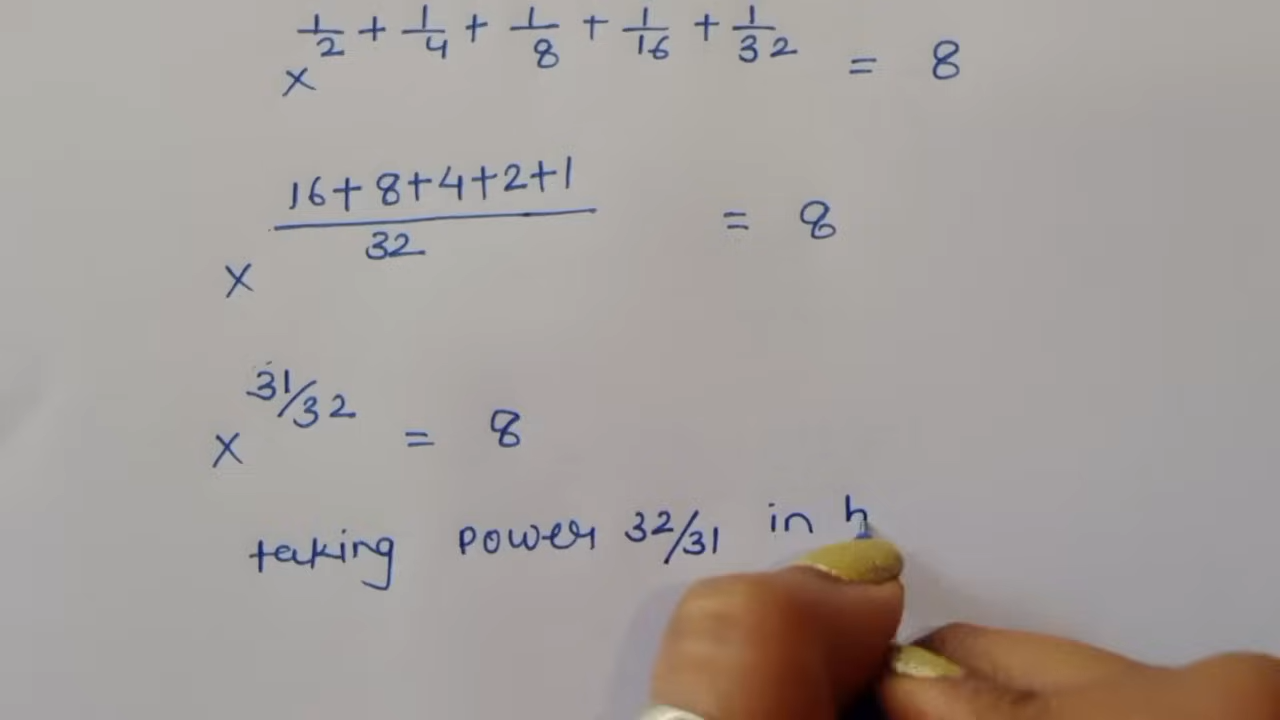 x^{1/2 + 1/4 + 1/8 + 1/16 + 1/32} = 8
x^{(16+8+4+2+1)/32} = 8
x^{31/32} = 8
taking power 32/31 in